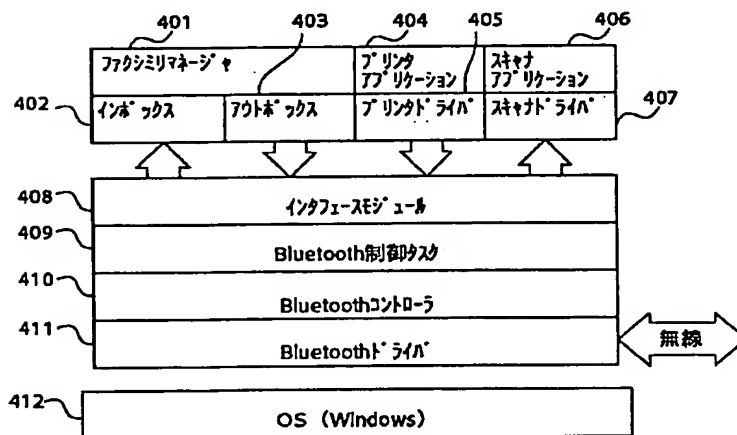 401
403
404
405
406
ファクシミリマネージャ
プリンタ
アプリケーション
スキャナ
アプリケーション
402
インボックス
アウトボックス
プリンタドライバ
スキャナドライバ
407
408
インタフェースモジュール
409
Bluetooth制御タスク
410
Bluetoothコントローラ
411
Bluetoothドライバ
無線
412
OS（Windows）